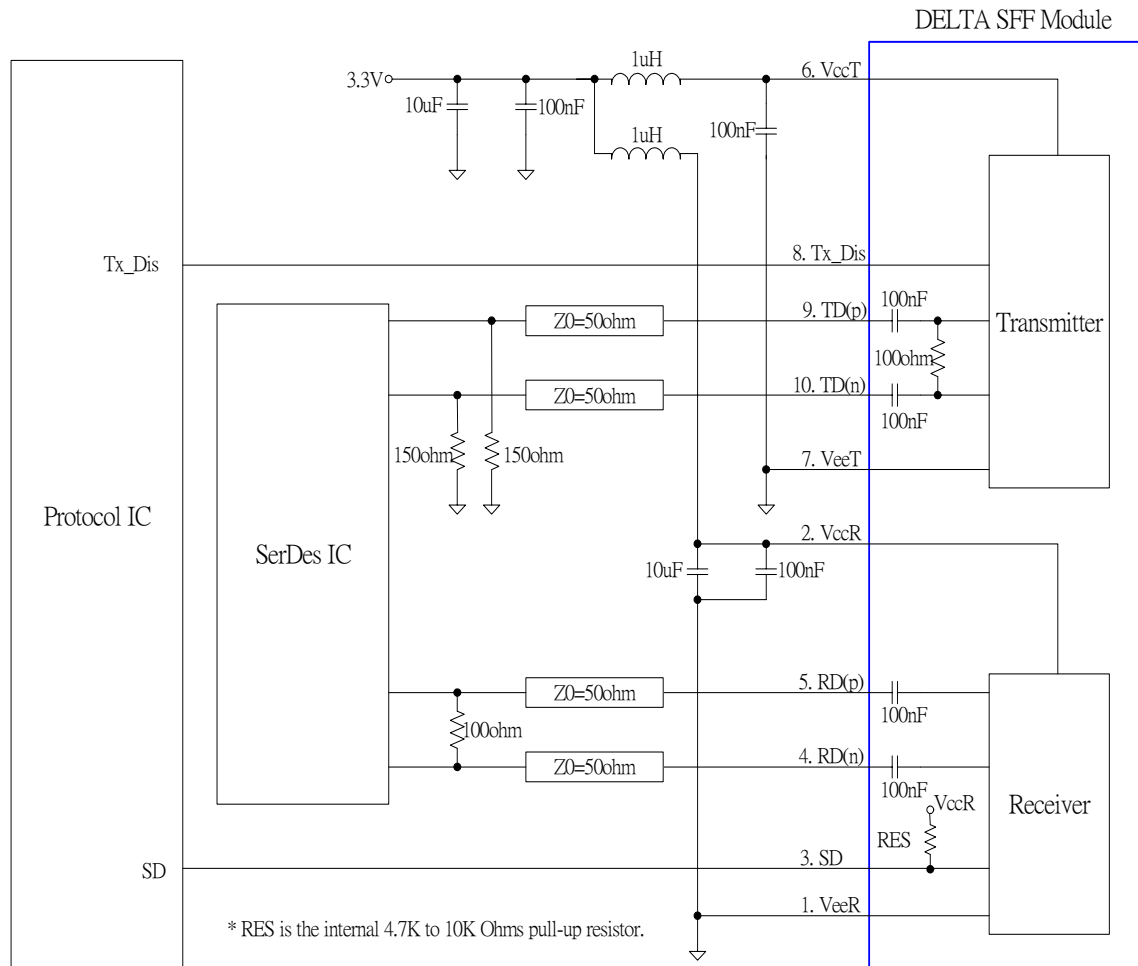 DELTA SFF Module
1uH
6. VccT
3.3V
10uF
100nF
100nF
1uH
Tx_Dis
8. Tx_Dis
100nF
Z0=50ohm
9. TD(p)
Transmitter
100ohm
Z0=50ohm
10. TD(n)
100nF
150ohm
150ohm
7. VeeT
Protocol IC
SerDes IC
2. VccR
10uF
100nF
Z0=50ohm
5. RD(p)
100nF
100ohm
Z0=50ohm
4. RD(n)
100nF
VccR
Receiver
RES
SD
3. SD
1. VeeR
* RES is the internal 4.7K to 10K Ohms pull-up resistor.